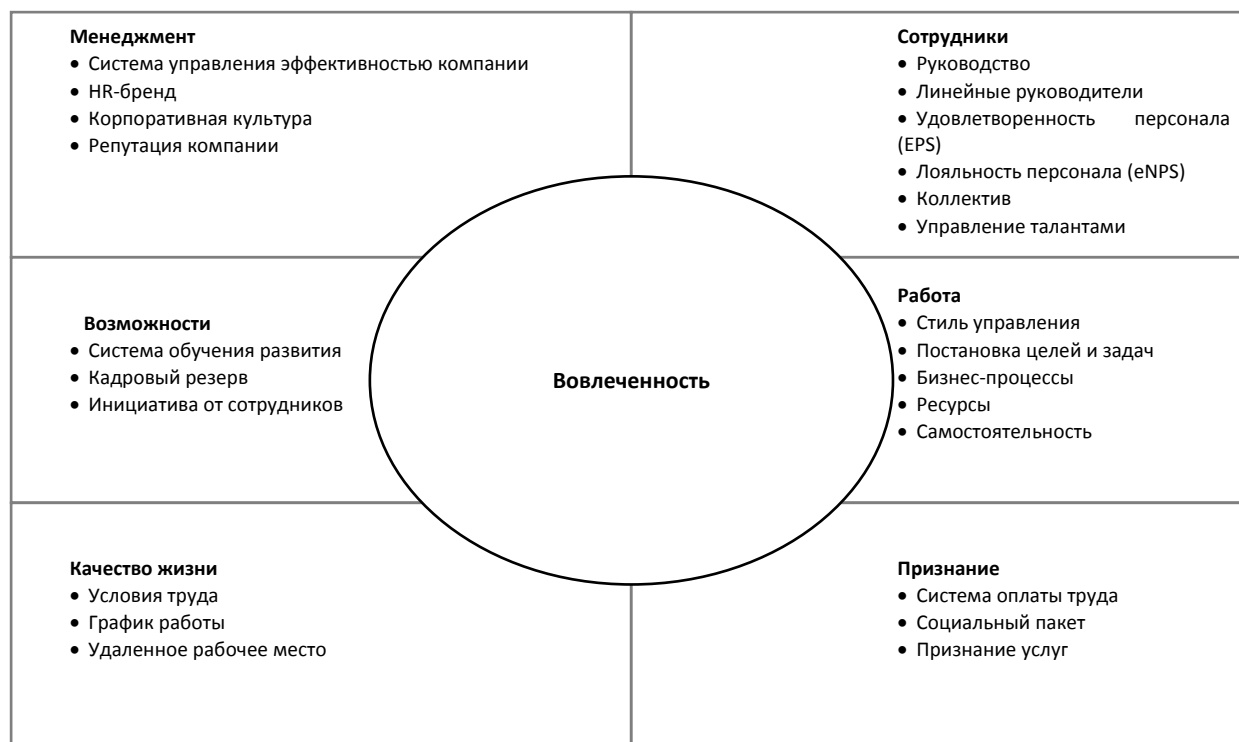 Менеджмент
• Система управления эффективностью компании
• HR-бренд
• Корпоративная культура
• Репутация компании
Сотрудники
• Руководство
• Линейные руководители
• Удовлетворенность персонала
(EPS)
• Лояльность персонала (eNPS)
• Коллектив
• Управление талантами
Возможности
• Система обучения развития
• Кадровый резерв
• Инициатива от сотрудников
Вовлеченность
Работа
• Стиль управления
• Постановка целей и задач
• Бизнес-процессы
• Ресурсы
• Самостоятельность
Качество жизни
• Условия труда
• График работы
• Удаленное рабочее место
Признание
• Система оплаты труда
• Социальный пакет
• Признание услуг